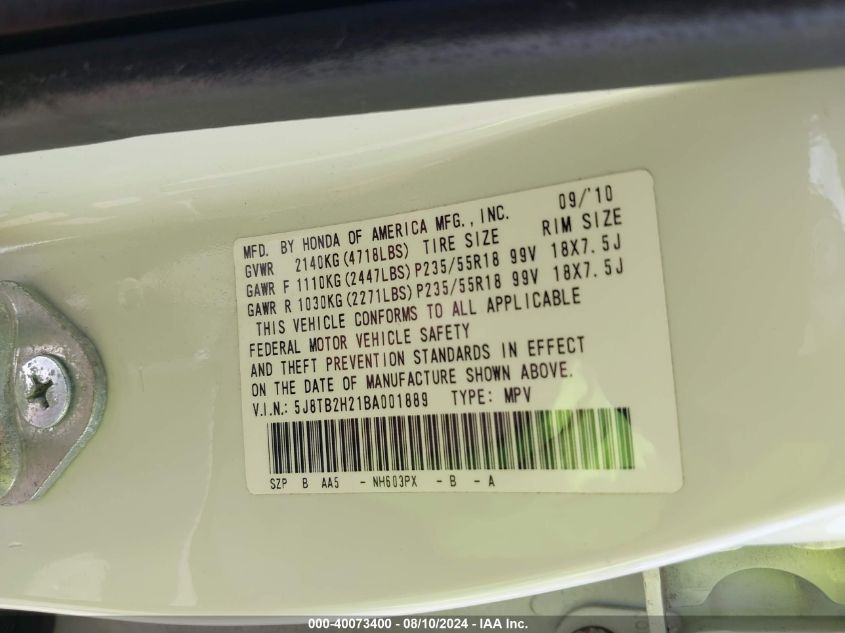 MFD. BY HONDA OF AMERICA MFG., INC. 09/'10
GVWR 2140KG(4718LBS) TIRE SIZE RIM SIZE
GAWR F 1110KG(2447LBS)P235/55R18 99V 18X7.5J
GAWR R 1030KG(2271LBS)P235/55R18 99V 18X7.5J
THIS VEHICLE CONFORMS TO ALL APPLICABLE
FEDERAL MOTOR VEHICLE SAFETY
AND THEFT PREVENTION STANDARDS IN EFFECT
ON THE DATE OF MANUFACTURE SHOWN ABOVE.
V.I.N.: 5J8TB2H21BA001889 TYPE: MPV
SZP B AA5 - NH603PX - B - A
000-40073400 - 08/10/2024 - IAA Inc.